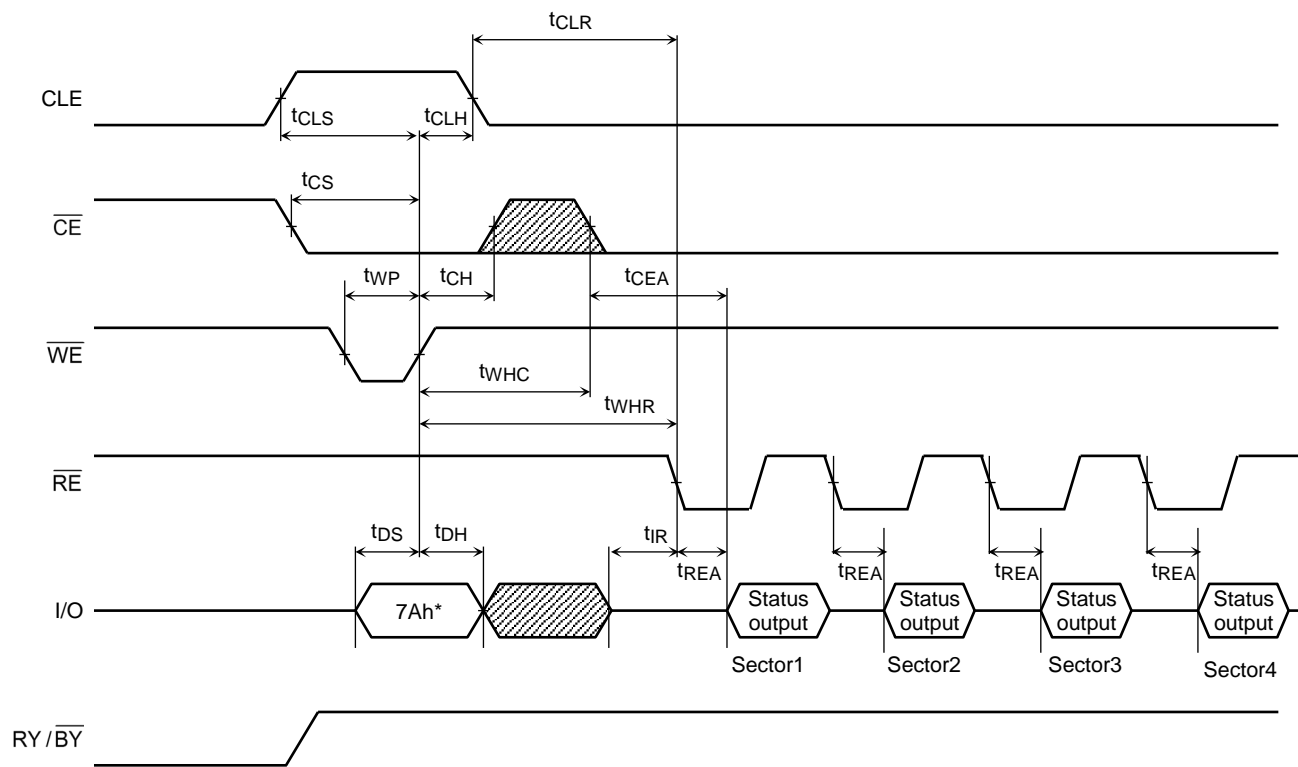 tCLR
CLE
tCLS
tCLH
tCS
CE
tWP
tCH
tCEA
WE
tWHC
tWHR
RE
tDS
tDH
tIR
tREA
tREA
tREA
tREA
I/O
7Ah*
Status
output
Status
output
Status
output
Status
output
Sector1
Sector2
Sector3
Sector4
RY/BY